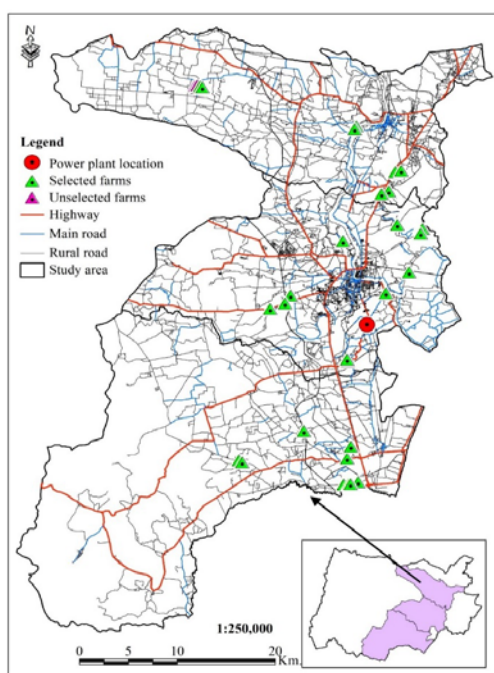 N
Legend
Power plant location
Selected farms
Unselected farms
Highway
Main road
Rural road
Study area
1:250,000
0 5 10 20
Km.